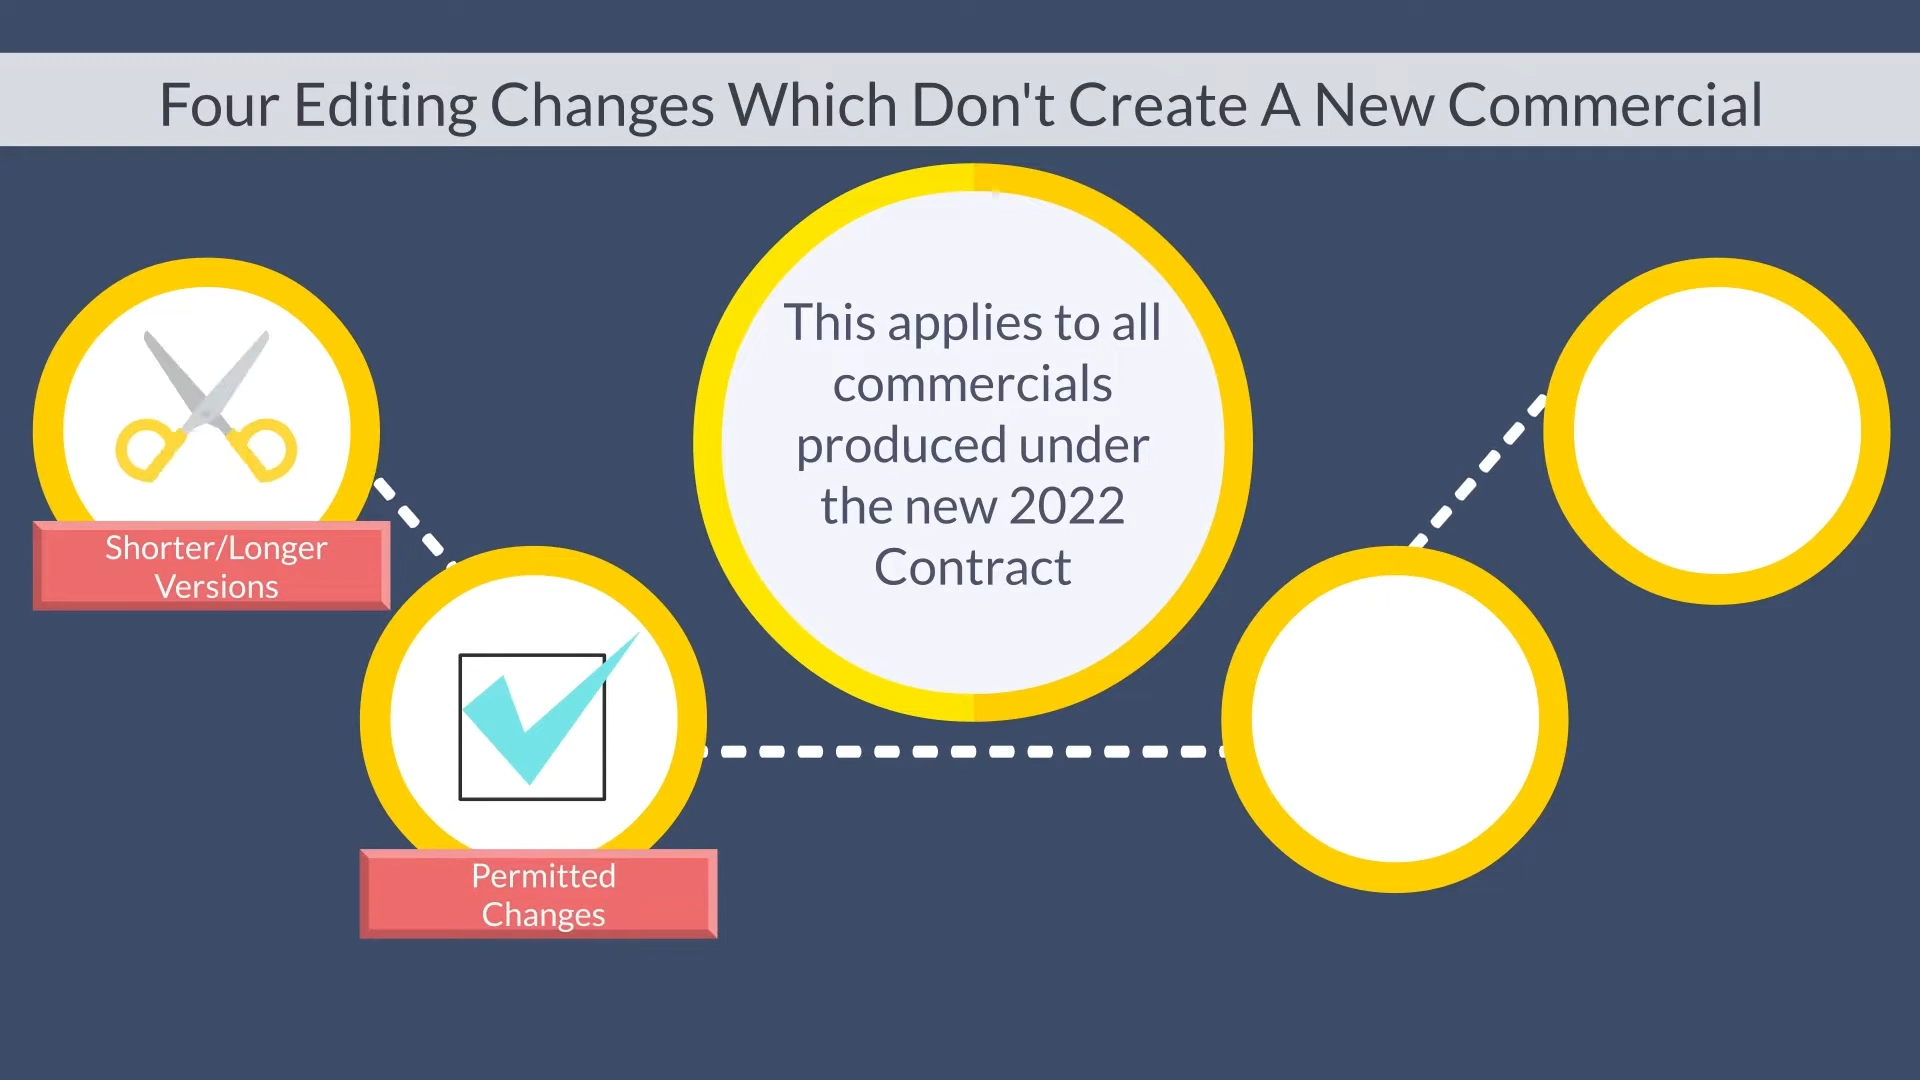 Four Editing Changes Which Don't Create A New Commercial
This applies to all
commercials
produced under
the new 2022
Contract
Shorter/Longer
Versions
Permitted
Changes